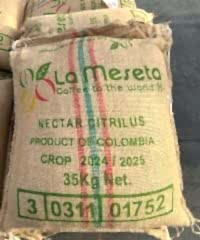 La Meseta
Coffee to the world
NECTAR CITRILUS
PRODUCT OF COLOMBIA
CROP 2024 / 2025
35Kg Net.
3 0311 01752